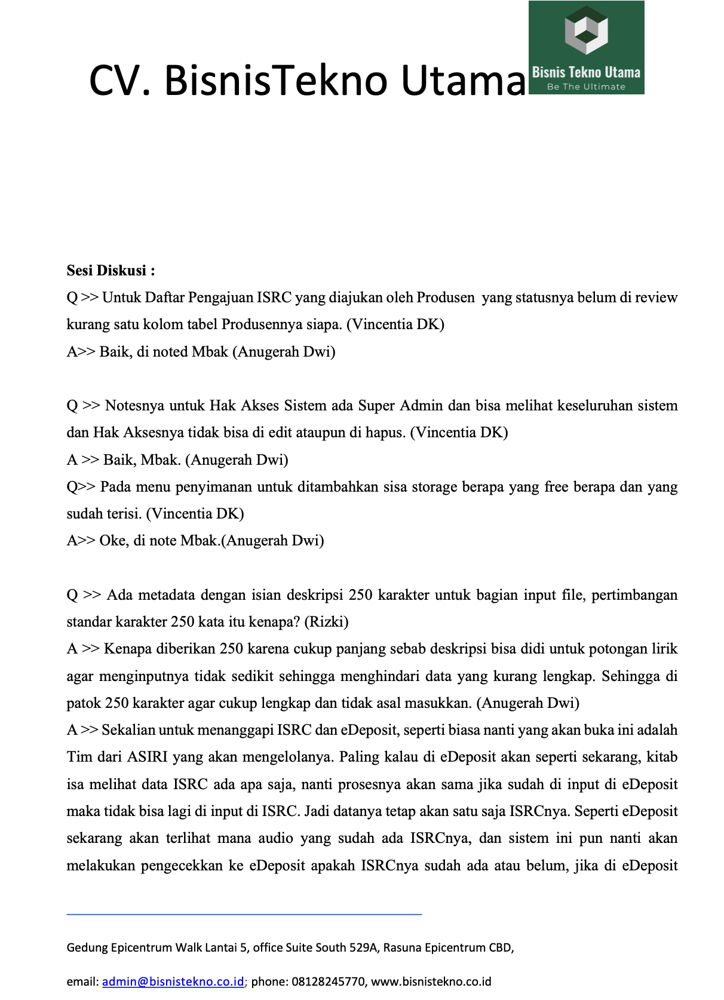 CV. BisnisTekno Utama
Bisnis Tekno Utama
Be The Ultimate
Sesi Diskusi :
Q >> Untuk Daftar Pengajuan ISRC yang diajukan oleh Produsen  yang statusnya belum di review
kurang satu kolom tabel Produsennya siapa. (Vincentia DK)
A>> Baik, di noted Mbak (Anugerah Dwi)
Q >> Notesnya untuk Hak Akses Sistem ada Super Admin dan bisa melihat keseluruhan sistem
dan Hak Aksesnya tidak bisa di edit ataupun di hapus. (Vincentia DK)
A >> Baik, Mbak. (Anugerah Dwi)
Q>> Pada menu penyimanan untuk ditambahkan sisa storage berapa yang free berapa dan yang
sudah terisi. (Vincentia DK)
A>> Oke, di note Mbak.(Anugerah Dwi)
Q >> Ada metadata dengan isian deskripsi 250 karakter untuk bagian input file, pertimbangan
standar karakter 250 kata itu kenapa? (Rizki)
A >> Kenapa diberikan 250 karena cukup panjang sebab deskripsi bisa didi untuk potongan lirik
agar menginputnya tidak sedikit sehingga menghindari data yang kurang lengkap. Sehingga di
patok 250 karakter agar cukup lengkap dan tidak asal masukkan. (Anugerah Dwi)
A >> Sekalian untuk menanggapi ISRC dan eDeposit, seperti biasa nanti yang akan buka ini adalah
Tim dari ASIRI yang akan mengelolanya. Paling kalau di eDeposit akan seperti sekarang, kitab
isa melihat data ISRC ada apa saja, nanti prosesnya akan sama jika sudah di input di eDeposit
maka tidak bisa lagi di input di ISRC. Jadi datanya tetap akan satu saja ISRCnya. Seperti eDeposit
sekarang akan terlihat mana audio yang sudah ada ISRCnya, dan sistem ini pun nanti akan
melakukan pengecekkan ke eDeposit apakah ISRCnya sudah ada atau belum, jika di eDeposit
Gedung Epicentrum Walk Lantai 5, office Suite South 529A, Rasuna Epicentrum CBD,
email: admin@bisnistekno.co.id; phone: 08128245770, www.bisnistekno.co.id